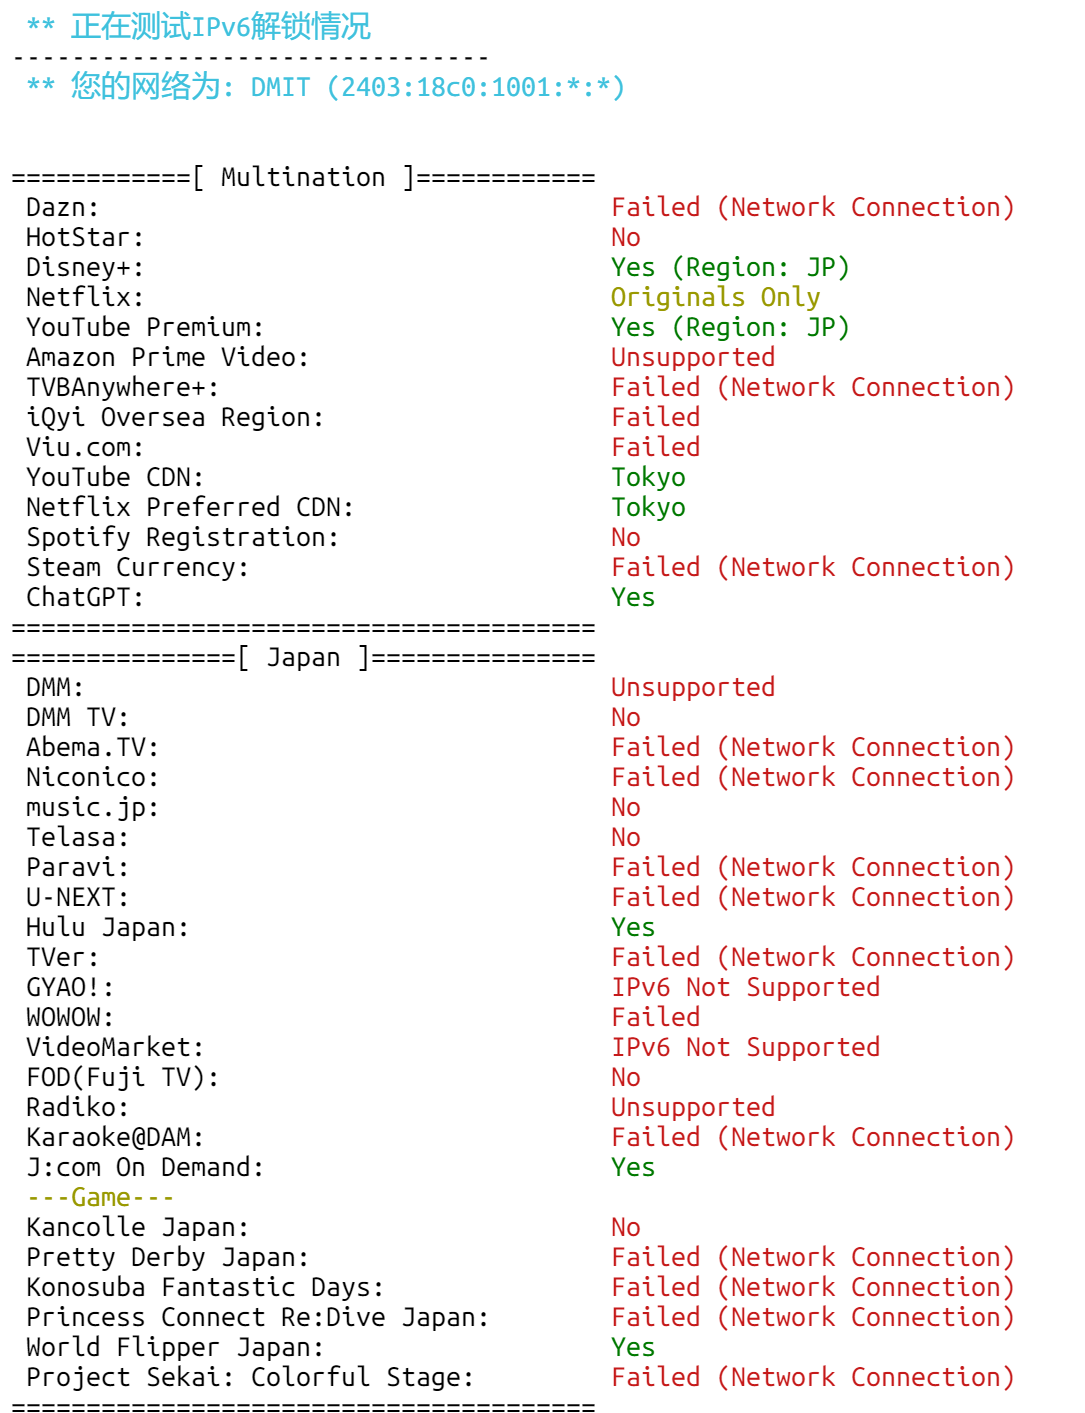 ** 正在测试IPv6解锁情况
--------------------------------
** 您的网络为: DMIT (2403:18c0:1001:*:*)
============[ Multination ]============
Dazn: Failed (Network Connection)
HotStar: No
Disney+: Yes (Region: JP)
Netflix: Originals Only
YouTube Premium: Yes (Region: JP)
Amazon Prime Video: Unsupported
TVBAnywhere+: Failed (Network Connection)
iQyi Oversea Region: Failed
Viu.com: Failed
YouTube CDN: Tokyo
Netflix Preferred CDN: Tokyo
Spotify Registration: No
Steam Currency: Failed (Network Connection)
ChatGPT: Yes
=======================================
===============[ Japan ]===============
DMM: Unsupported
DMM TV: No
Abema.TV: Failed (Network Connection)
Niconico: Failed (Network Connection)
music.jp: No
Telasa: No
Paravi: Failed (Network Connection)
U-NEXT: Failed (Network Connection)
Hulu Japan: Yes
TVer: Failed (Network Connection)
GYAO!: IPv6 Not Supported
WOWOW: Failed
VideoMarket: IPv6 Not Supported
FOD(Fuji TV): No
Radiko: Unsupported
Karaoke@DAM: Failed (Network Connection)
J:com On Demand: Yes
---Game---
Kancolle Japan: No
Pretty Derby Japan: Failed (Network Connection)
Konosuba Fantastic Days: Failed (Network Connection)
Princess Connect Re:Dive Japan: Failed (Network Connection)
World Flipper Japan: Yes
Project Sekai: Colorful Stage: Failed (Network Connection)
=======================================